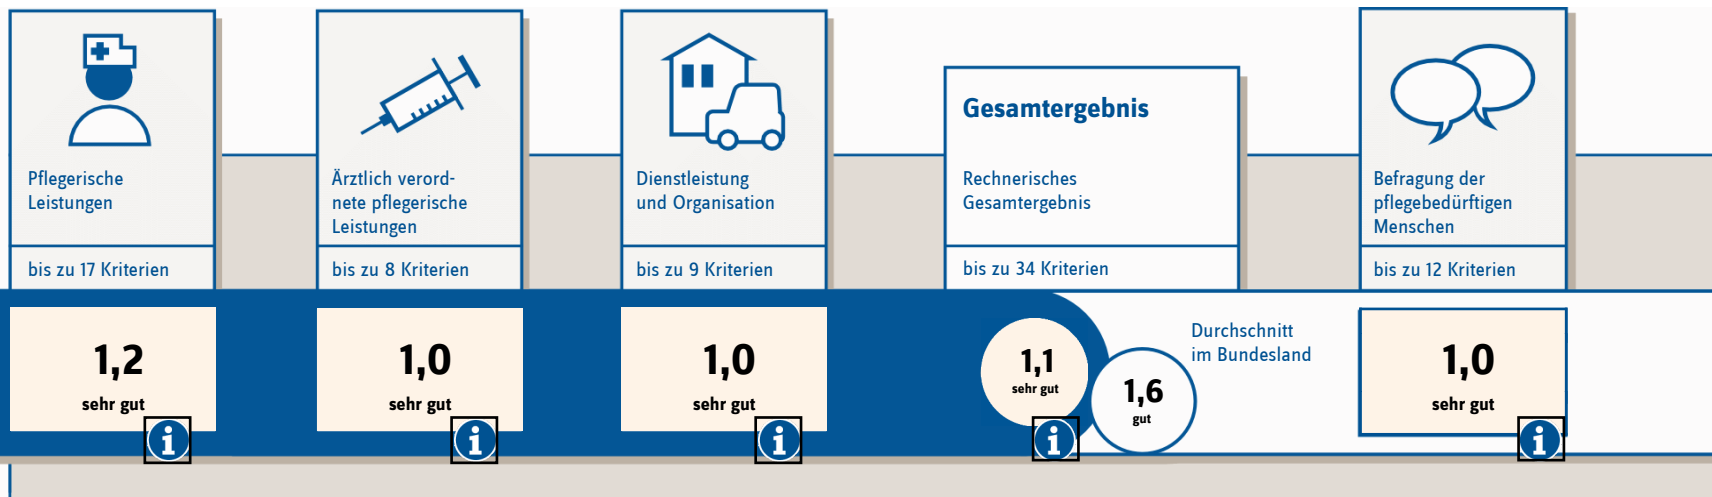 Pflegerische
Leistungen
bis zu 17 Kriterien
1,2
sehr gut
Ärztlich verord-
nete pflegerische
Leistungen
bis zu 8 Kriterien
1,0
sehr gut
Dienstleistung
und Organisation
bis zu 9 Kriterien
1,0
sehr gut
Gesamtergebnis
Rechnerisches
Gesamtergebnis
bis zu 34 Kriterien
1,1
sehr gut
1,6
gut
Durchschnitt
im Bundesland
Befragung der
pflegebedürftigen
Menschen
bis zu 12 Kriterien
1,0
sehr gut